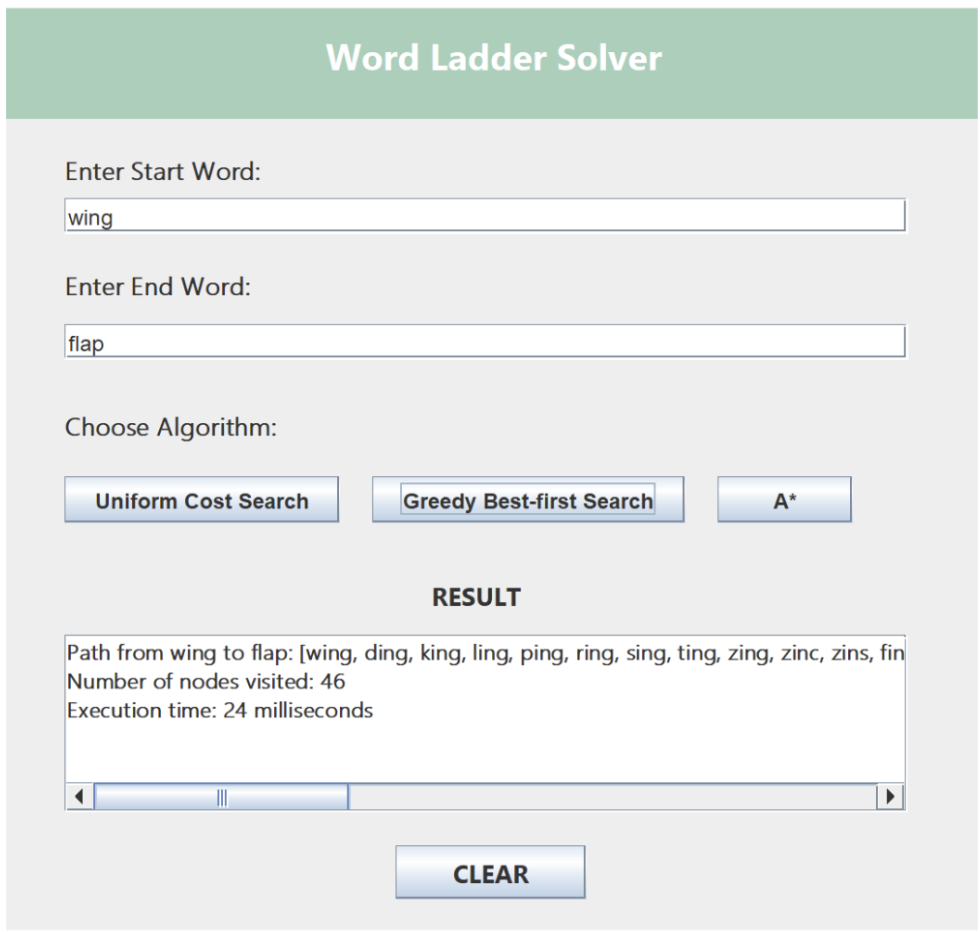 Word Ladder Solver
Enter Start Word:
wing
Enter End Word:
flap
Choose Algorithm:
Uniform Cost Search Greedy Best-first Search A*
RESULT
Path from wing to flap: [wing, ding, king, ling, ping, ring, sing, ting, zing, zinc, zins, fin
Number of nodes visited: 46
Execution time: 24 milliseconds
CLEAR